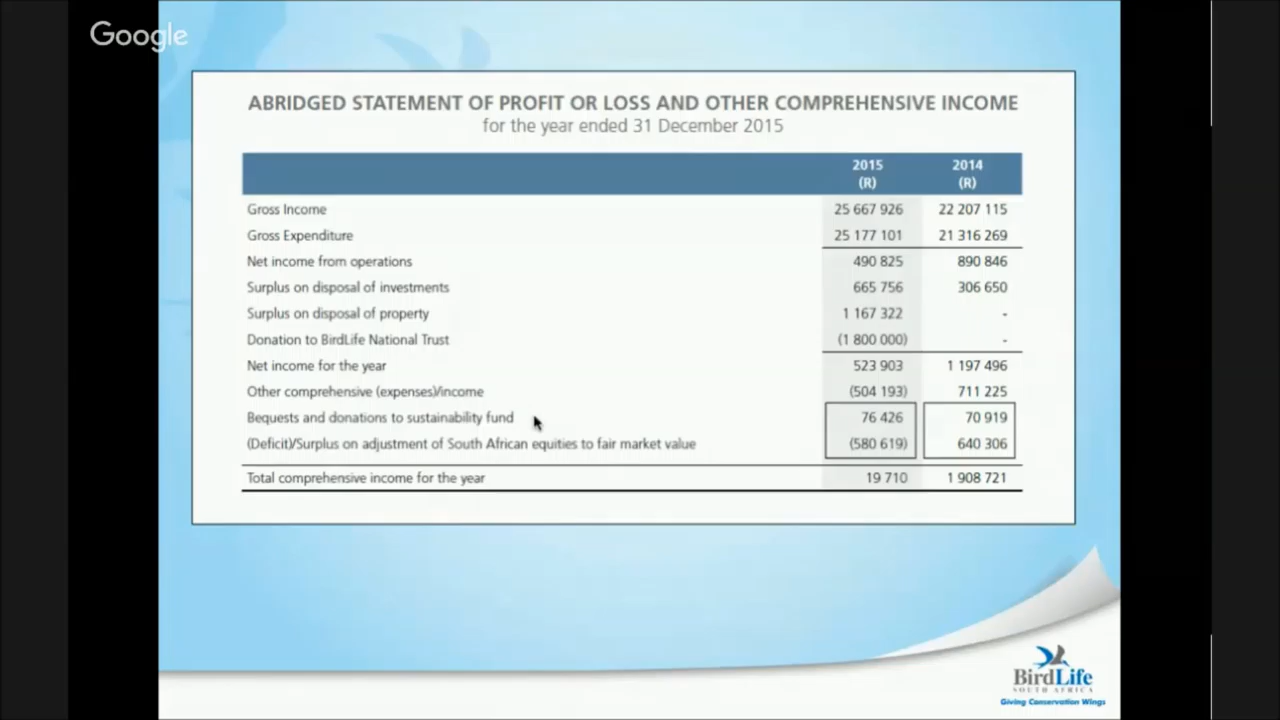 Google
ABRIDGED STATEMENT OF PROFIT OR LOSS AND OTHER COMPREHENSIVE INCOME
for the year ended 31 December 2015
2015 2014
(R) (R)
Gross Income 25 667 926 22 207 115
Gross Expenditure 25 177 101 21 316 269
Net income from operations 490 825 890 846
Surplus on disposal of investments 665 756 306 650
Surplus on disposal of property 1 167 322 -
Donation to BirdLife National Trust (1 800 000) -
Net income for the year 523 903 1 197 496
Other comprehensive (expenses)/income (504 193) 711 225
Bequests and donations to sustainability fund 76 426 70 919
(Deficit)/Surplus on adjustment of South African equities to fair market value (580 619) 640 306
Total comprehensive income for the year 19 710 1 908 721
BirdLife
SOUTH AFRICA
Giving Conservation Wings